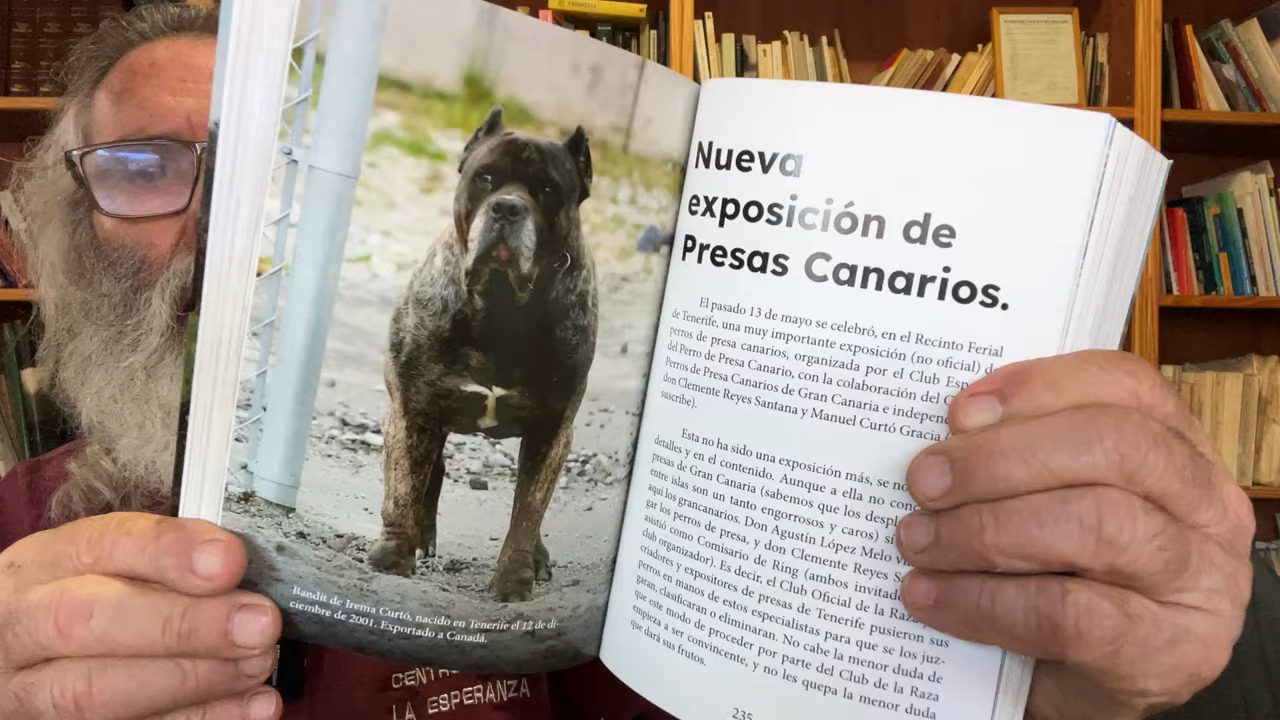 Bandit de Irema Curtó, nacido en Tenerife el 12 de di-
ciembre de 2001. Exportado a Canadá.
Nueva
exposición de
Presas Canarios.
El pasado 13 de mayo se celebró, en el Recinto Ferial
de Tenerife, una muy importante exposición (no oficial) de
perros de presa canarios, organizada por el Club Esp
del Perro de Presa Canario, con la colaboración del C
Perros de Presa Canarios de Gran Canaria e indepen
don Clemente Reyes Santana y Manuel Curtó Gracia (
suscribe).
Esta no ha sido una exposición más, se no
detalles y en el contenido. Aunque a ella no conc
presas de Gran Canaria (sabemos que los despl
entre islas son un tanto engorrosos y caros) sí
aquí los grancanarios. Don Agustín López Melo
gar los perros de presa, y don Clemente Reyes Sa
asistió como Comisario de Ring (ambos invitad
club organizador). Es decir, el Club Oficial de la Raza
criadores y expositores de presas de Tenerife pusieron sus
perros en manos de estos especialistas para que se los juz-
garan, clasificaran o eliminaran. No cabe la menor duda de
que este modo de proceder por parte del Club de la Raza
empieza a ser convincente, y no les quepa la menor duda
que dará sus frutos.
235
CENTR
LA ESPERANZA